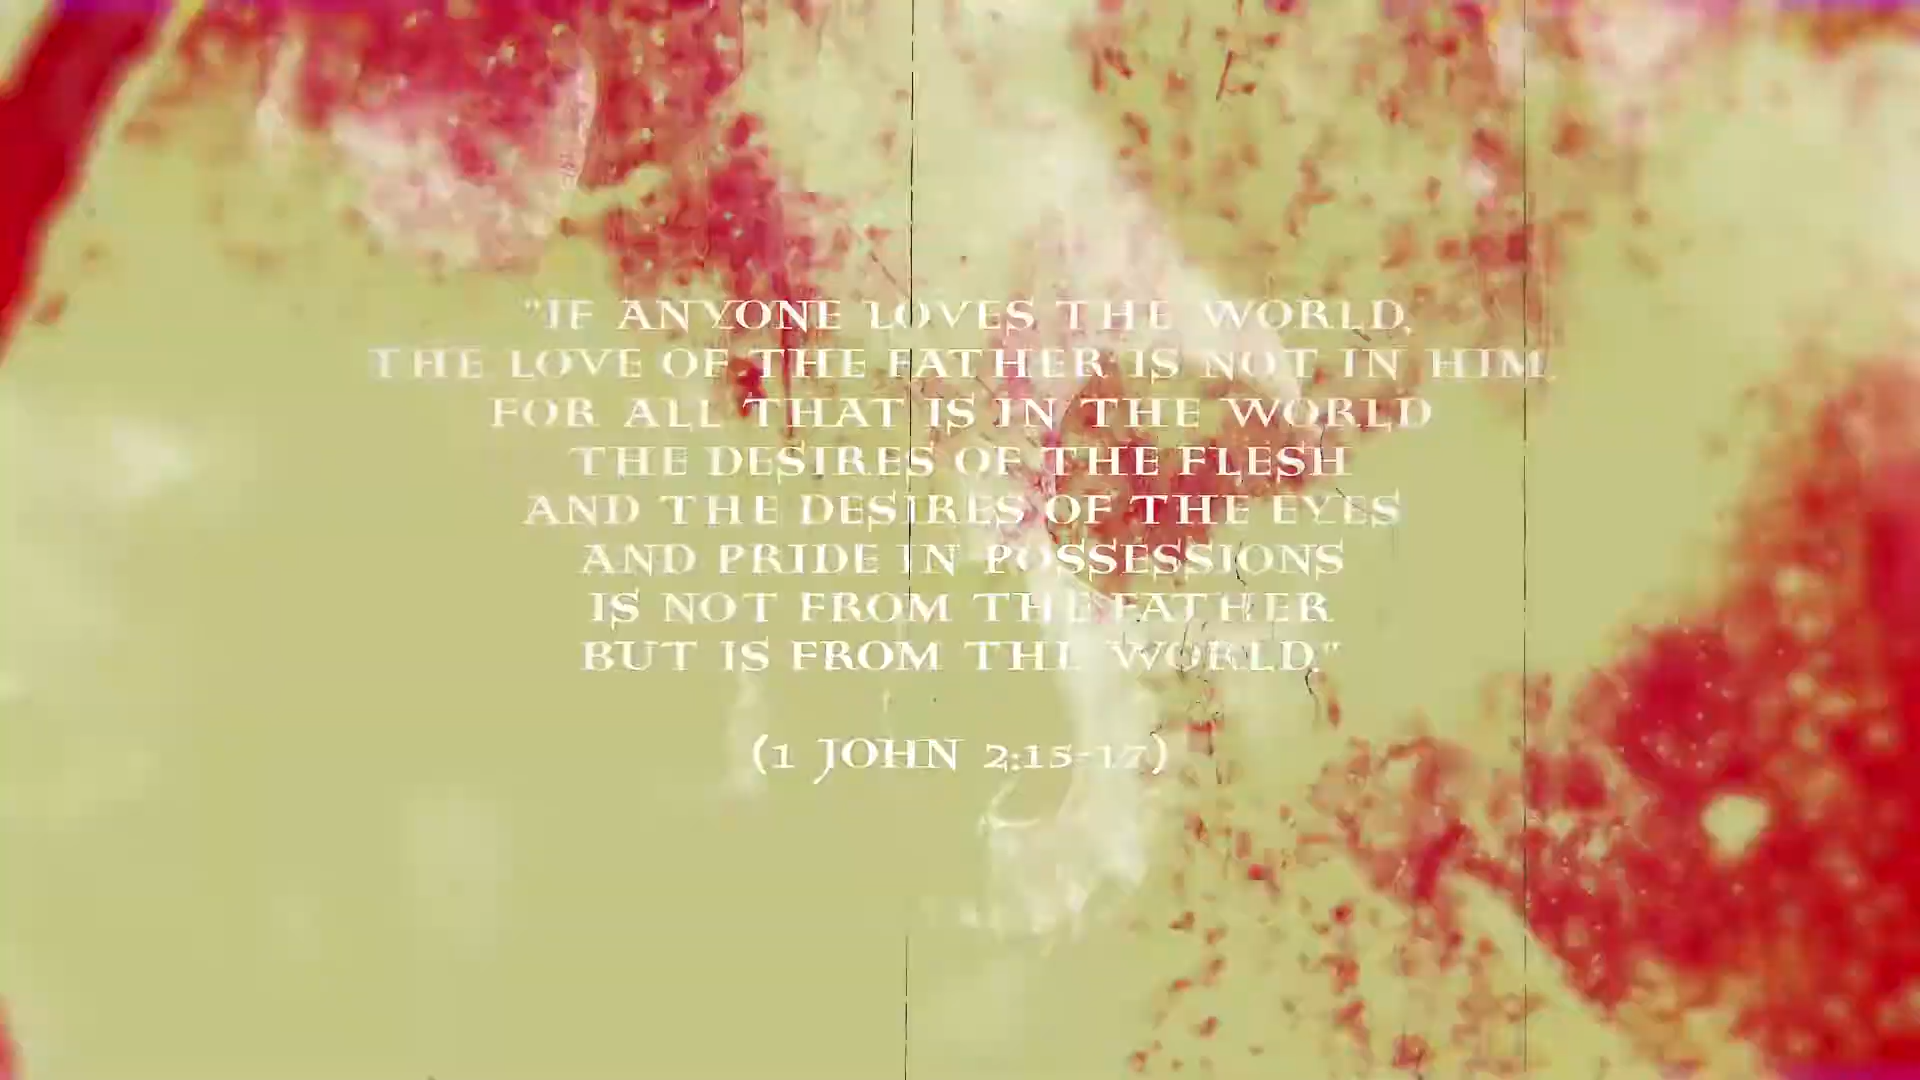 "IF ANYONE LOVES THE WORLD,
THE LOVE OF THE FATHER IS NOT IN HIM.
FOR ALL THAT IS IN THE WORLD
THE DESIRES OF THE FLESH
AND THE DESIRES OF THE EYES
AND PRIDE IN POSSESSIONS
IS NOT FROM THE FATHER
BUT IS FROM THE WORLD."
(1 JOHN 2:15-17)